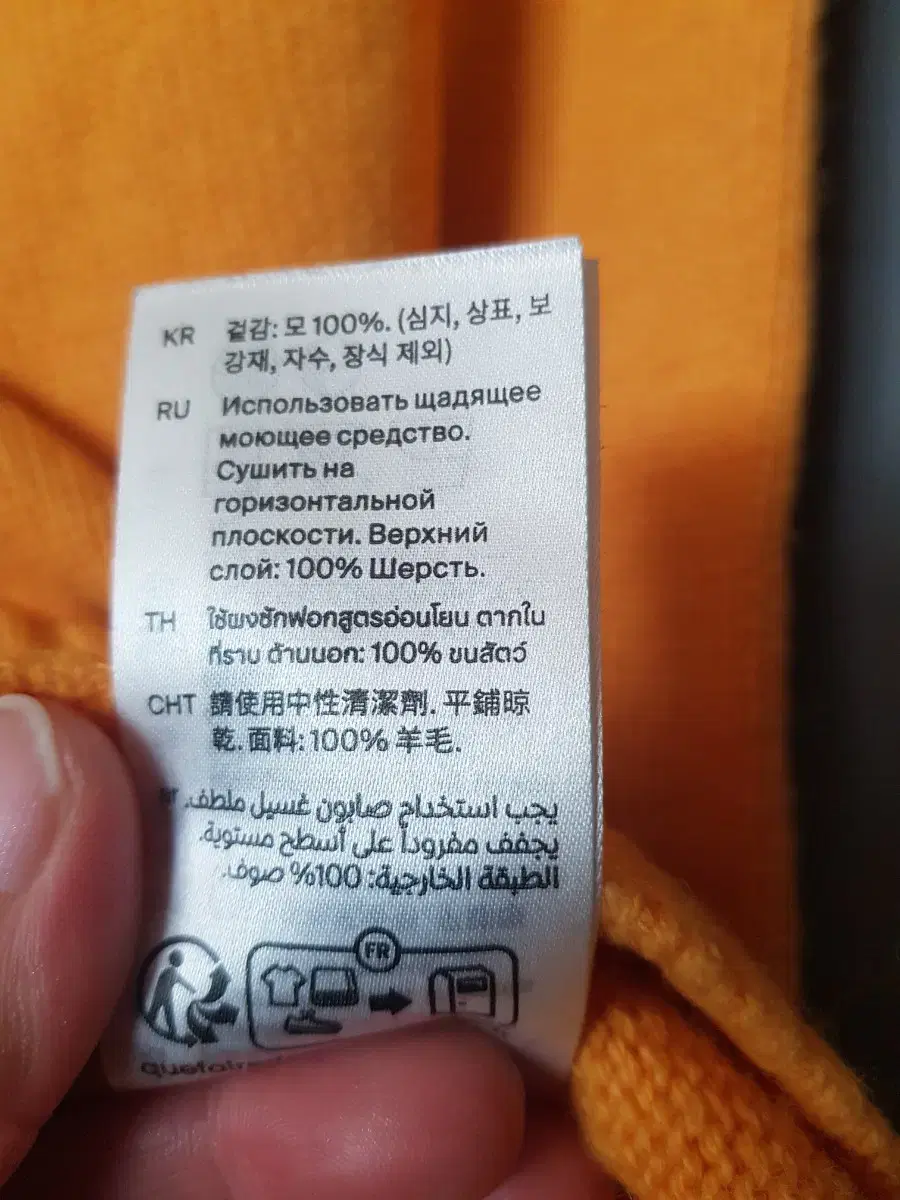 KR 겉감: 모 100%. (심지, 상표, 보
강재, 자수, 장식 제외)
RU Использовать щадящее
моющее средство.
Сушить на
горизонтальной
плоскости. Верхний
слой: 100% Шерсть.
TH ใช้ผงซักฟอกสูตรอ่อนโยน ตากใน
ที่ราบ ด้านนอก: 100% ขนสัตว์
CHT 請使用中性清潔劑. 平鋪晾
乾. 面料: 100% 羊毛.
يجب استخدام صابون غسيل ملطف.
يجفف مفروداً على أسطح مستوية.
الطبقة الخارجية: 100% صوف.
FR